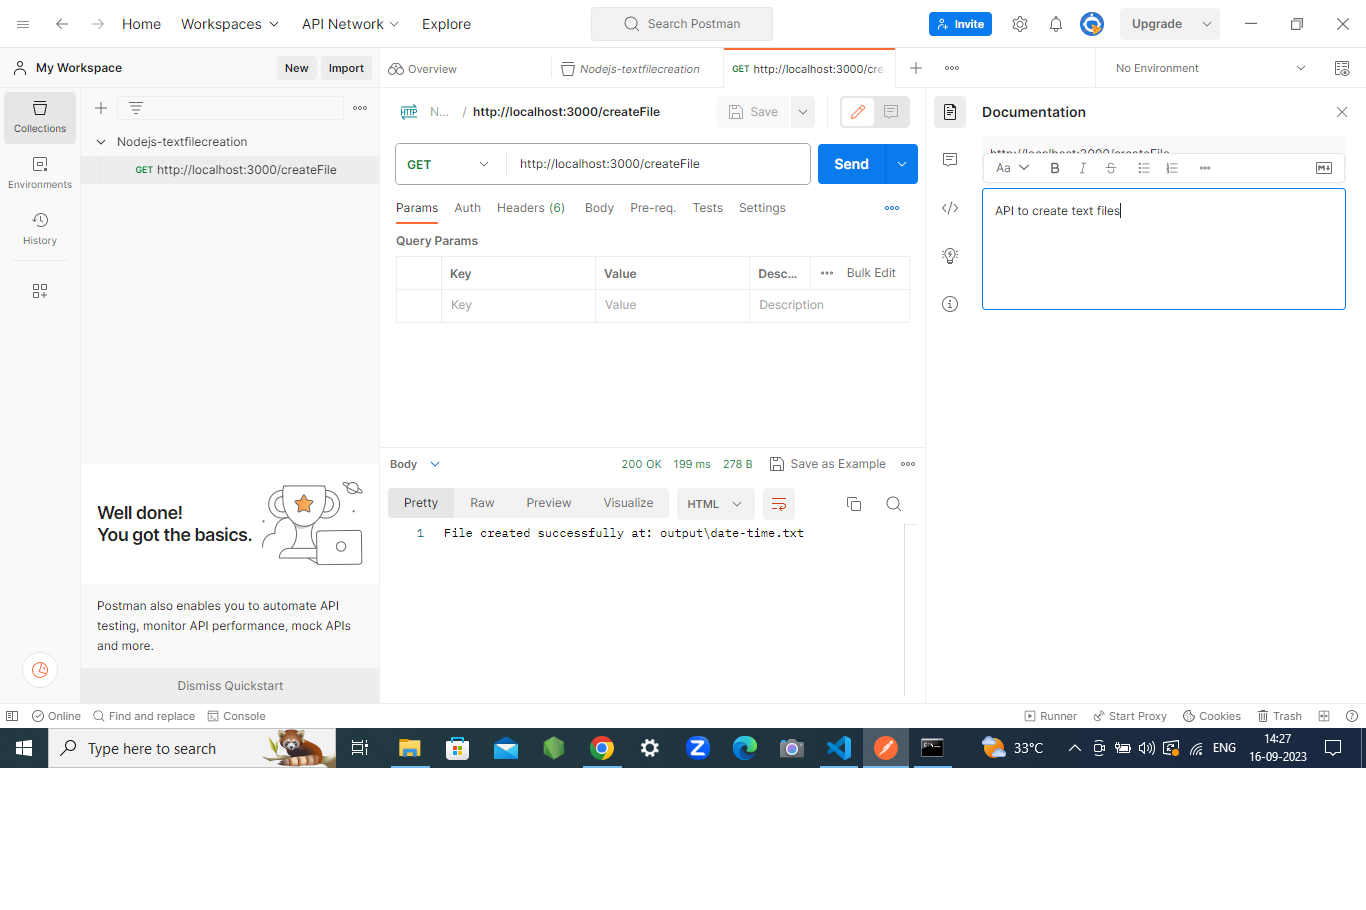 Home Workspaces API Network Explore Search Postman Invite Upgrade
My Workspace New Import Overview Nodejs-textfilecreation GET http://localhost:3000/cre No Environment
Collections
Environments
History
Nodejs-textfilecreation
GET http://localhost:3000/createFile
Well done!
You got the basics.
Postman also enables you to automate API
testing, monitor API performance, mock APIs
and more.
Dismiss Quickstart
HTTP N... / http://localhost:3000/createFile Save
GET http://localhost:3000/createFile Send
Params Auth Headers (6) Body Pre-req. Tests Settings
Query Params
Key Value Desc... Bulk Edit
Key Value Description
Body 200 OK 199 ms 278 B Save as Example
Pretty Raw Preview Visualize HTML
1 File created successfully at: output\date-time.txt
Documentation
http://localhost:3000/createFile
Aa B I S
API to create text files
Online Find and replace Console Runner Start Proxy Cookies Trash
Type here to search 33°C ENG 14:27
16-09-2023